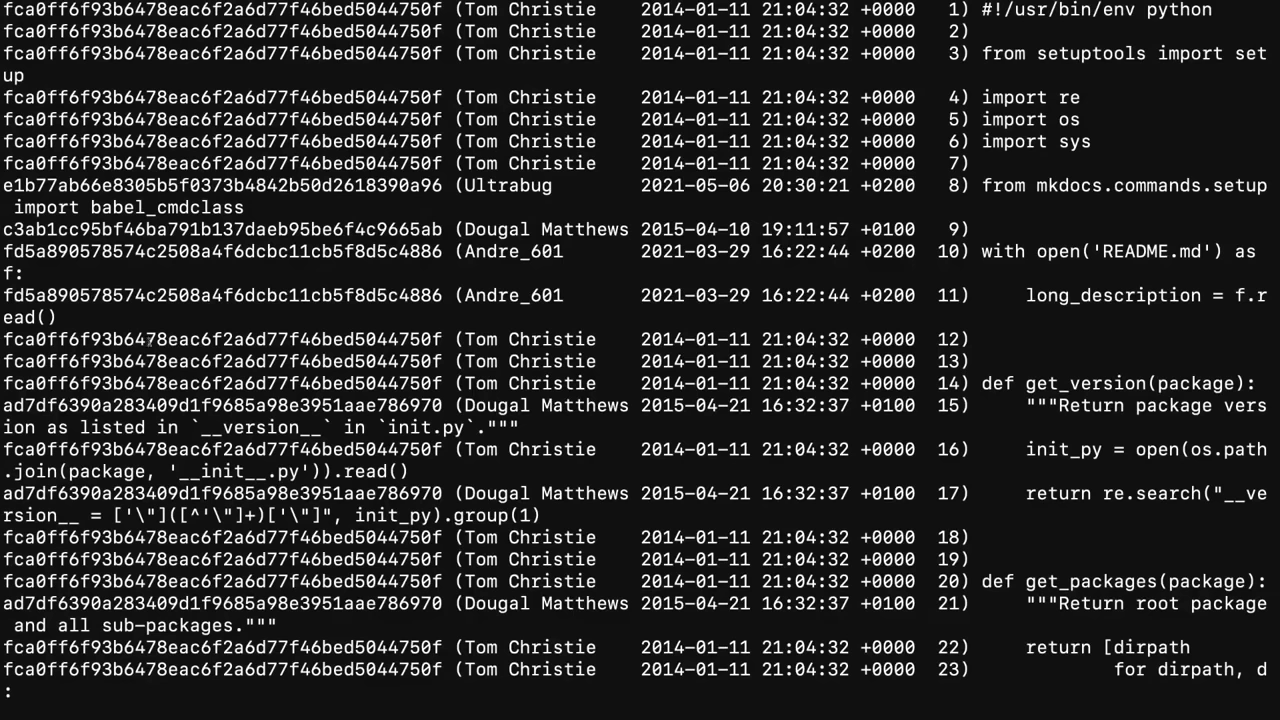 fca0ff6f93b6478eac6f2a6d77f46bed5044750f (Tom Christie    2014-01-11 21:04:32 +0000   1) #!/usr/bin/env python
fca0ff6f93b6478eac6f2a6d77f46bed5044750f (Tom Christie    2014-01-11 21:04:32 +0000   2)
fca0ff6f93b6478eac6f2a6d77f46bed5044750f (Tom Christie    2014-01-11 21:04:32 +0000   3) from setuptools import set
up
fca0ff6f93b6478eac6f2a6d77f46bed5044750f (Tom Christie    2014-01-11 21:04:32 +0000   4) import re
fca0ff6f93b6478eac6f2a6d77f46bed5044750f (Tom Christie    2014-01-11 21:04:32 +0000   5) import os
fca0ff6f93b6478eac6f2a6d77f46bed5044750f (Tom Christie    2014-01-11 21:04:32 +0000   6) import sys
fca0ff6f93b6478eac6f2a6d77f46bed5044750f (Tom Christie    2014-01-11 21:04:32 +0000   7)
e1b77ab66e8305b5f0373b4842b50d2618390a96 (Ultrabug        2021-05-06 20:30:21 +0200   8) from mkdocs.commands.setup
 import babel_cmdclass
c3ab1cc95bf46ba791b137daeb95be6f4c9665ab (Dougal Matthews 2015-04-10 19:11:57 +0100   9)
fd5a890578574c2508a4f6dcbc11cb5f8d5c4886 (Andre_601       2021-03-29 16:22:44 +0200  10) with open('README.md') as
f:
fd5a890578574c2508a4f6dcbc11cb5f8d5c4886 (Andre_601       2021-03-29 16:22:44 +0200  11)     long_description = f.r
ead()
fca0ff6f93b6478eac6f2a6d77f46bed5044750f (Tom Christie    2014-01-11 21:04:32 +0000  12)
fca0ff6f93b6478eac6f2a6d77f46bed5044750f (Tom Christie    2014-01-11 21:04:32 +0000  13)
fca0ff6f93b6478eac6f2a6d77f46bed5044750f (Tom Christie    2014-01-11 21:04:32 +0000  14) def get_version(package):
ad7df6390a283409d1f9685a98e3951aae786970 (Dougal Matthews 2015-04-21 16:32:37 +0100  15)     """Return package vers
ion as listed in `__version__` in `init.py`."""
fca0ff6f93b6478eac6f2a6d77f46bed5044750f (Tom Christie    2014-01-11 21:04:32 +0000  16)     init_py = open(os.path
.join(package, '__init__.py')).read()
ad7df6390a283409d1f9685a98e3951aae786970 (Dougal Matthews 2015-04-21 16:32:37 +0100  17)     return re.search("__ve
rsion__ = ['\"]([^'\"]+)['\"]", init_py).group(1)
fca0ff6f93b6478eac6f2a6d77f46bed5044750f (Tom Christie    2014-01-11 21:04:32 +0000  18)
fca0ff6f93b6478eac6f2a6d77f46bed5044750f (Tom Christie    2014-01-11 21:04:32 +0000  19)
fca0ff6f93b6478eac6f2a6d77f46bed5044750f (Tom Christie    2014-01-11 21:04:32 +0000  20) def get_packages(package):
ad7df6390a283409d1f9685a98e3951aae786970 (Dougal Matthews 2015-04-21 16:32:37 +0100  21)     """Return root package
 and all sub-packages."""
fca0ff6f93b6478eac6f2a6d77f46bed5044750f (Tom Christie    2014-01-11 21:04:32 +0000  22)     return [dirpath
fca0ff6f93b6478eac6f2a6d77f46bed5044750f (Tom Christie    2014-01-11 21:04:32 +0000  23)             for dirpath, d
: